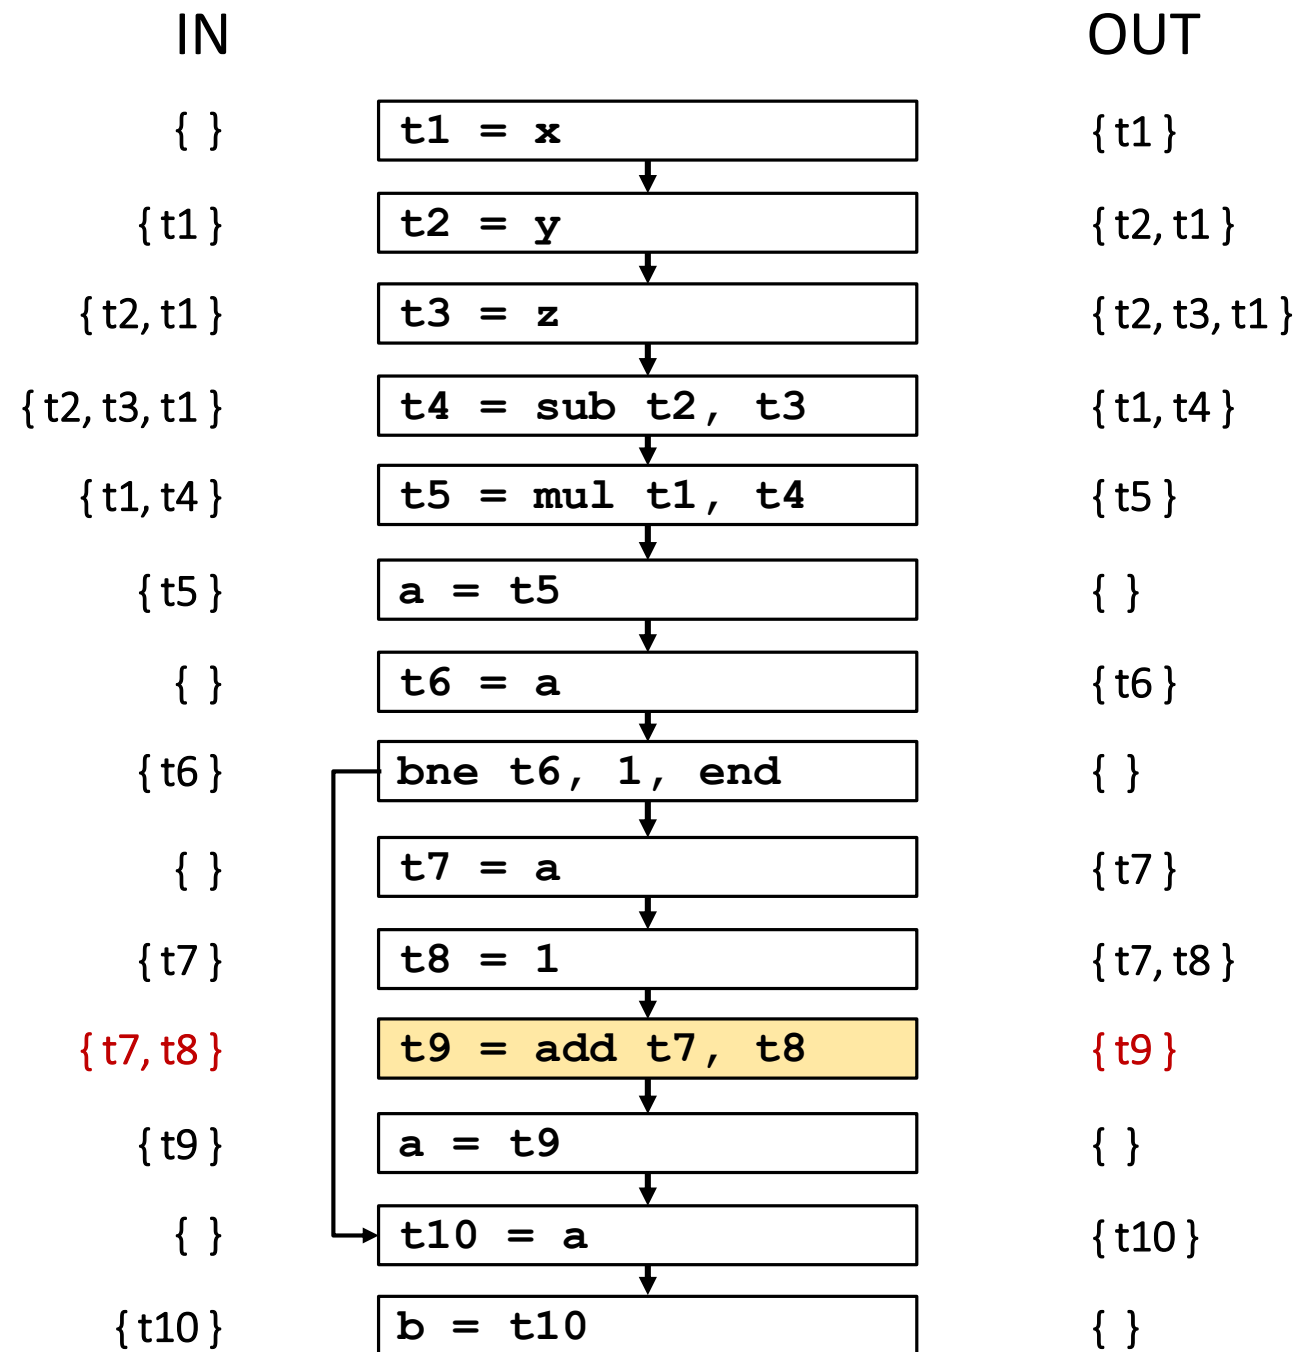 IN OUT
{ } t1 = x { t1 }
{ t1 } t2 = y { t2, t1 }
{ t2, t1 } t3 = z { t2, t3, t1 }
{ t2, t3, t1 } t4 = sub t2, t3 { t1, t4 }
{ t1, t4 } t5 = mul t1, t4 { t5 }
{ t5 } a = t5 { }
{ } t6 = a { t6 }
{ t6 } bne t6, 1, end { }
{ } t7 = a { t7 }
{ t7 } t8 = 1 { t7, t8 }
{ t7, t8 } t9 = add t7, t8 { t9 }
{ t9 } a = t9 { }
{ } t10 = a { t10 }
{ t10 } b = t10 { }